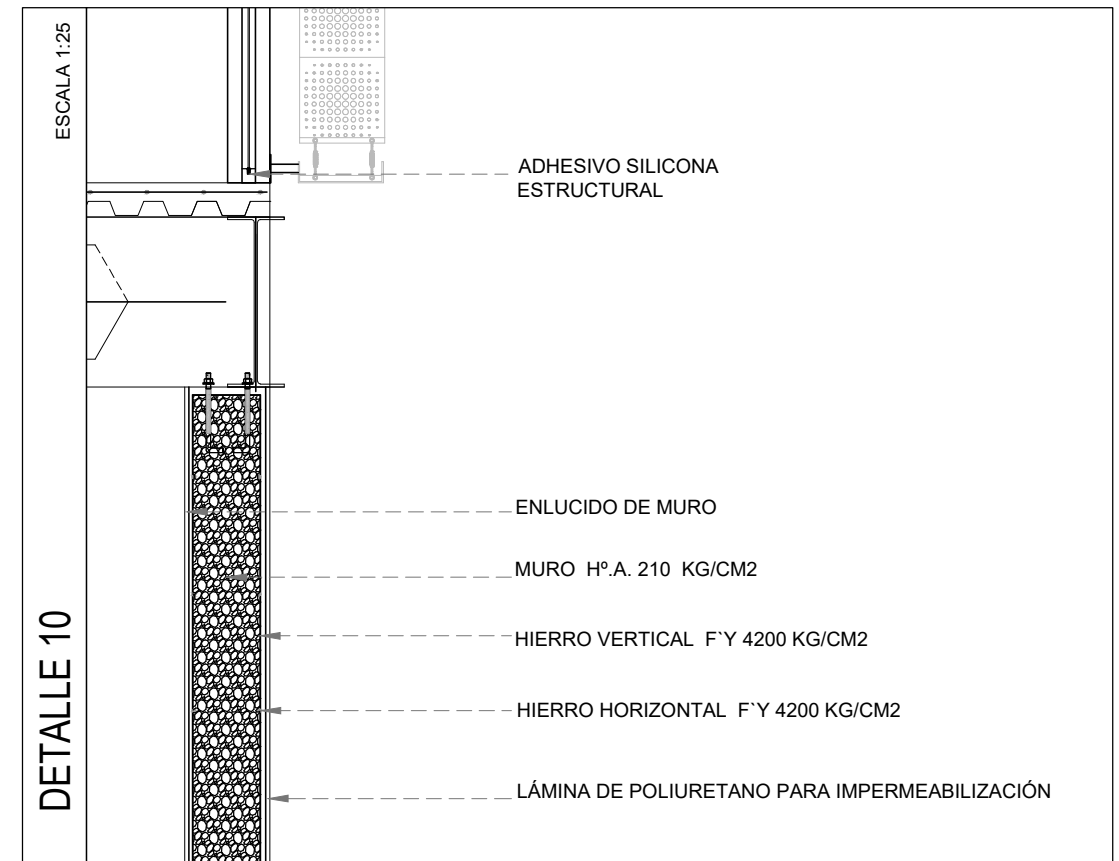 ESCALA 1:25
DETALLE 10
ADHESIVO SILICONA
ESTRUCTURAL
ENLUCIDO DE MURO
MURO Hº.A. 210 KG/CM2
HIERRO VERTICAL F`Y 4200 KG/CM2
HIERRO HORIZONTAL F`Y 4200 KG/CM2
LÁMINA DE POLIURETANO PARA IMPERMEABILIZACIÓN